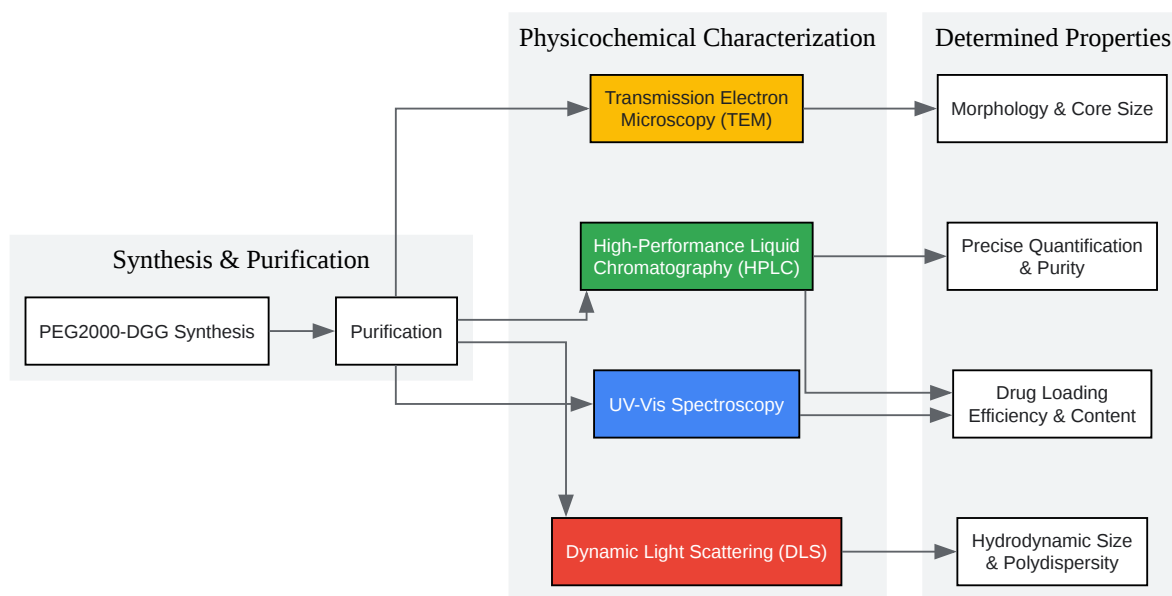 Physicochemical Characterization
Determined Properties
Transmission Electron
Microscopy (TEM)
Morphology & Core Size
Synthesis & Purification
High-Performance Liquid
Chromatography (HPLC)
Precise Quantification
& Purity
PEG2000-DGG Synthesis
Purification
UV-Vis Spectroscopy
Drug Loading
Efficiency & Content
Dynamic Light Scattering (DLS)
Hydrodynamic Size
& Polydispersity